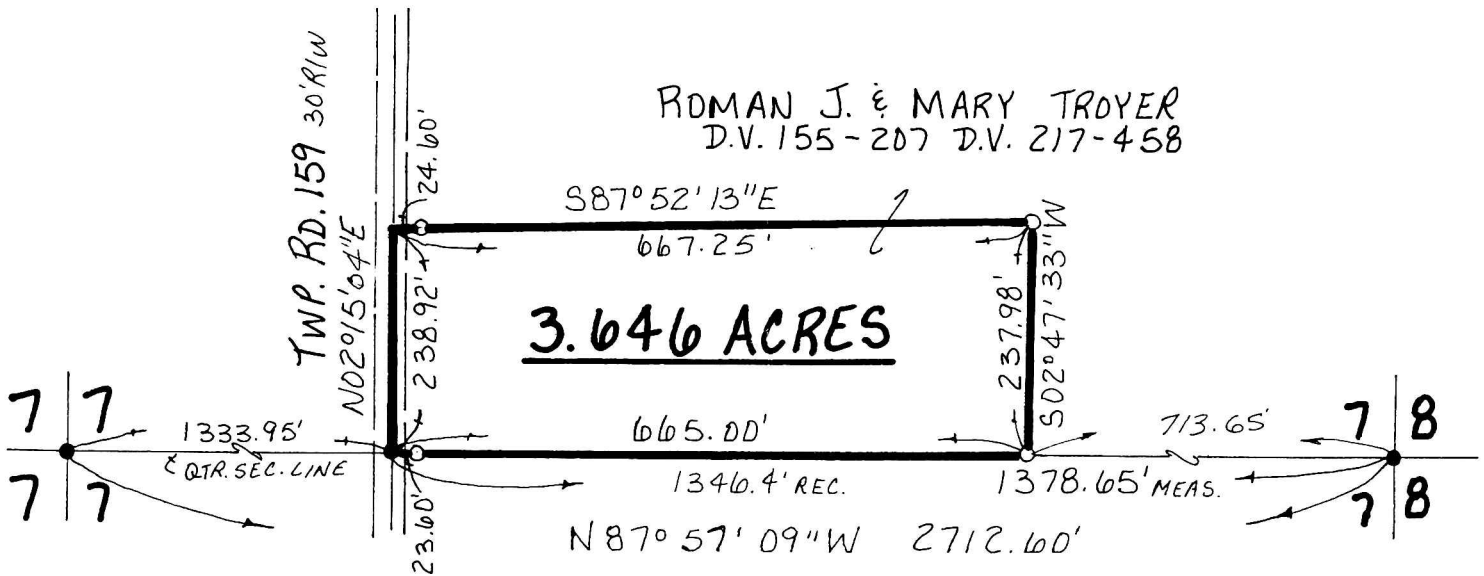 TWP. RD. 159 30' R/W
N02°15'04"E
24.60'
ROMAN J. & MARY TROYER
D.V. 155-207 D.V. 217-458
S87°52'13"E
667.25'
238.92'
3.646 ACRES
237.98'
S02°47'33"W
7 7
7 7
1333.95'
℄ QTR. SEC. LINE
23.60'
665.00'
1346.4' REC.
1378.65' MEAS.
713.65'
7 8
7 8
N87°57'09"W 2712.60'